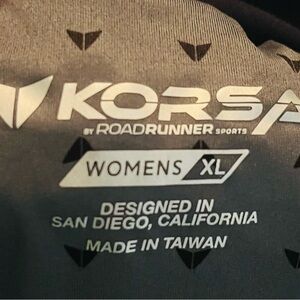 KORSA
BY ROADRUNNER SPORTS
WOMENS XL
DESIGNED IN
SAN DIEGO, CALIFORNIA
MADE IN TAIWAN